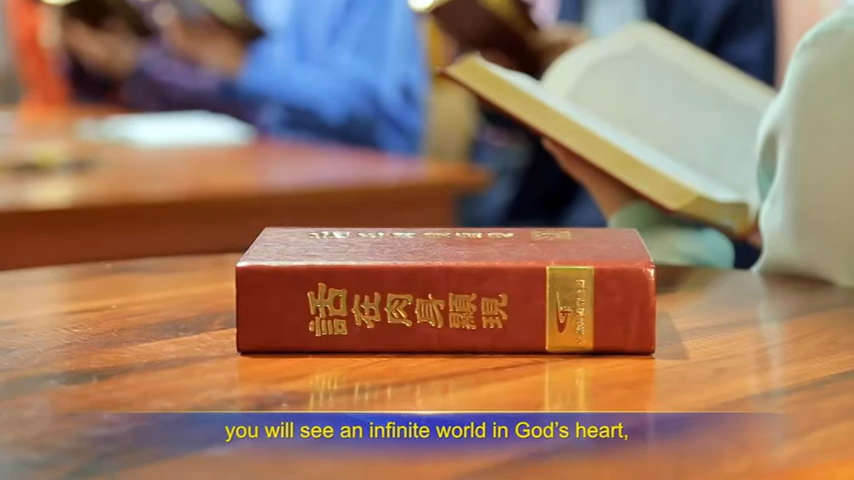 話在肉身顯現
you will see an infinite world in God's heart,